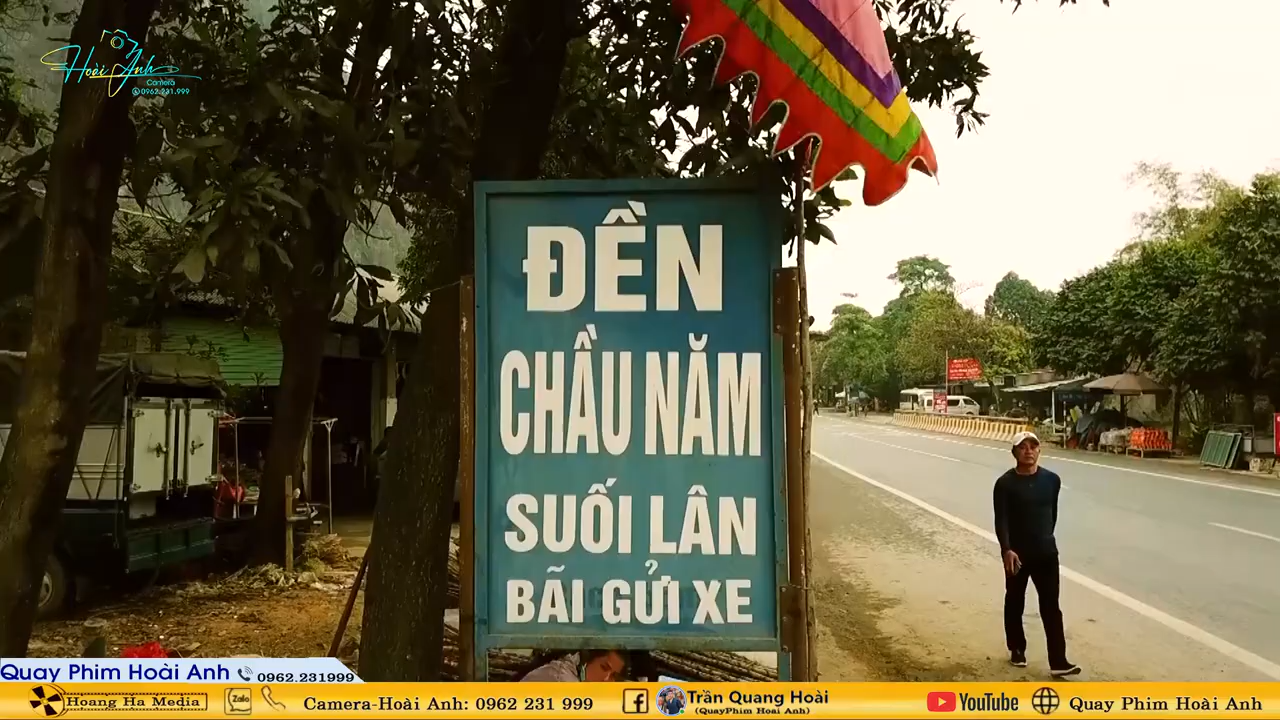 Hoài Anh
Camera
0962.231.999
ĐỀN
CHẦU NĂM
SUỐI LÂN
BÃI GỬI XE
Quay Phim Hoài Anh 0962.231999
Hoang Ha Media Zalo Camera-Hoài Anh: 0962 231 999 Trần Quang Hoài YouTube Quay Phim Hoài Anh
(QuayPhim Hoài Anh)